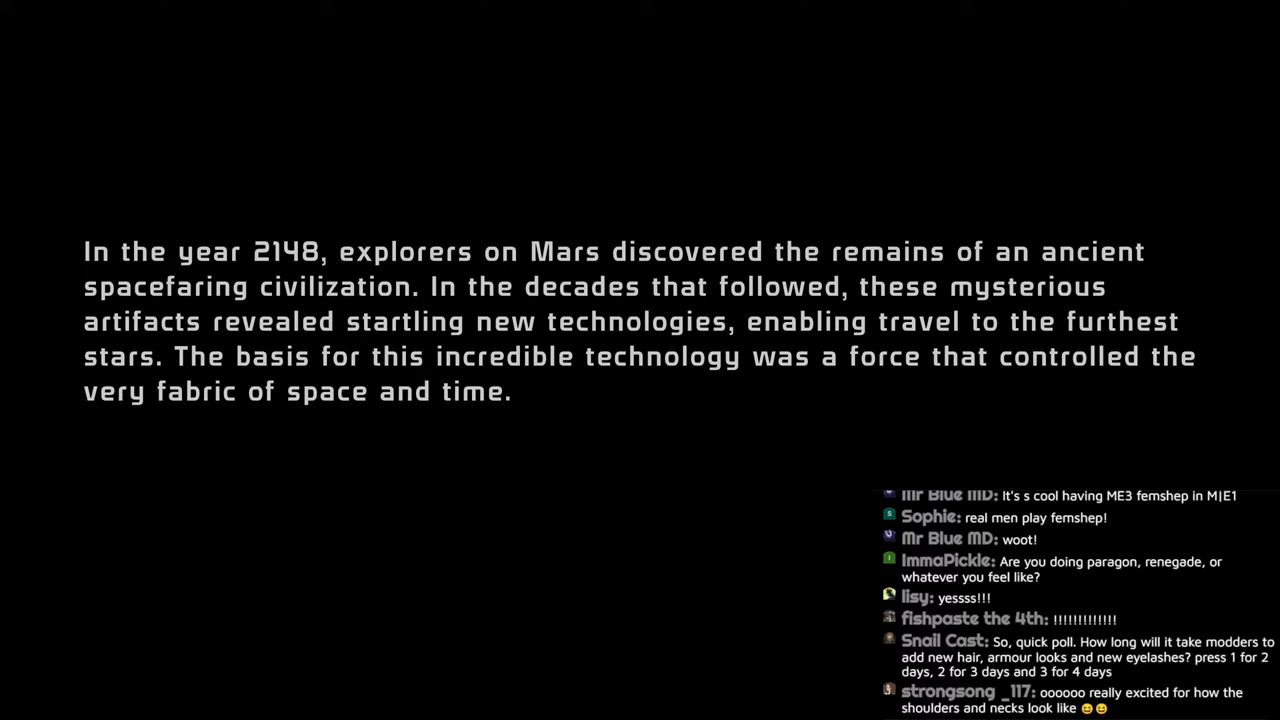 In the year 2148, explorers on Mars discovered the remains of an ancient
spacefaring civilization. In the decades that followed, these mysterious
artifacts revealed startling new technologies, enabling travel to the furthest
stars. The basis for this incredible technology was a force that controlled the
very fabric of space and time.
Mr Blue MD: It's s cool having ME3 femshep in M|E1
S Sophie: real men play femshep!
Mr Blue MD: woot!
I ImmaPickle: Are you doing paragon, renegade, or
whatever you feel like?
lisy: yessss!!!
fishpaste the 4th: !!!!!!!!!!!!!
Snail Cast: So, quick poll. How long will it take modders to
add new hair, armour looks and new eyelashes? press 1 for 2
days, 2 for 3 days and 3 for 4 days
strongsong _117: oooooo really excited for how the
shoulders and necks look like 😄😄